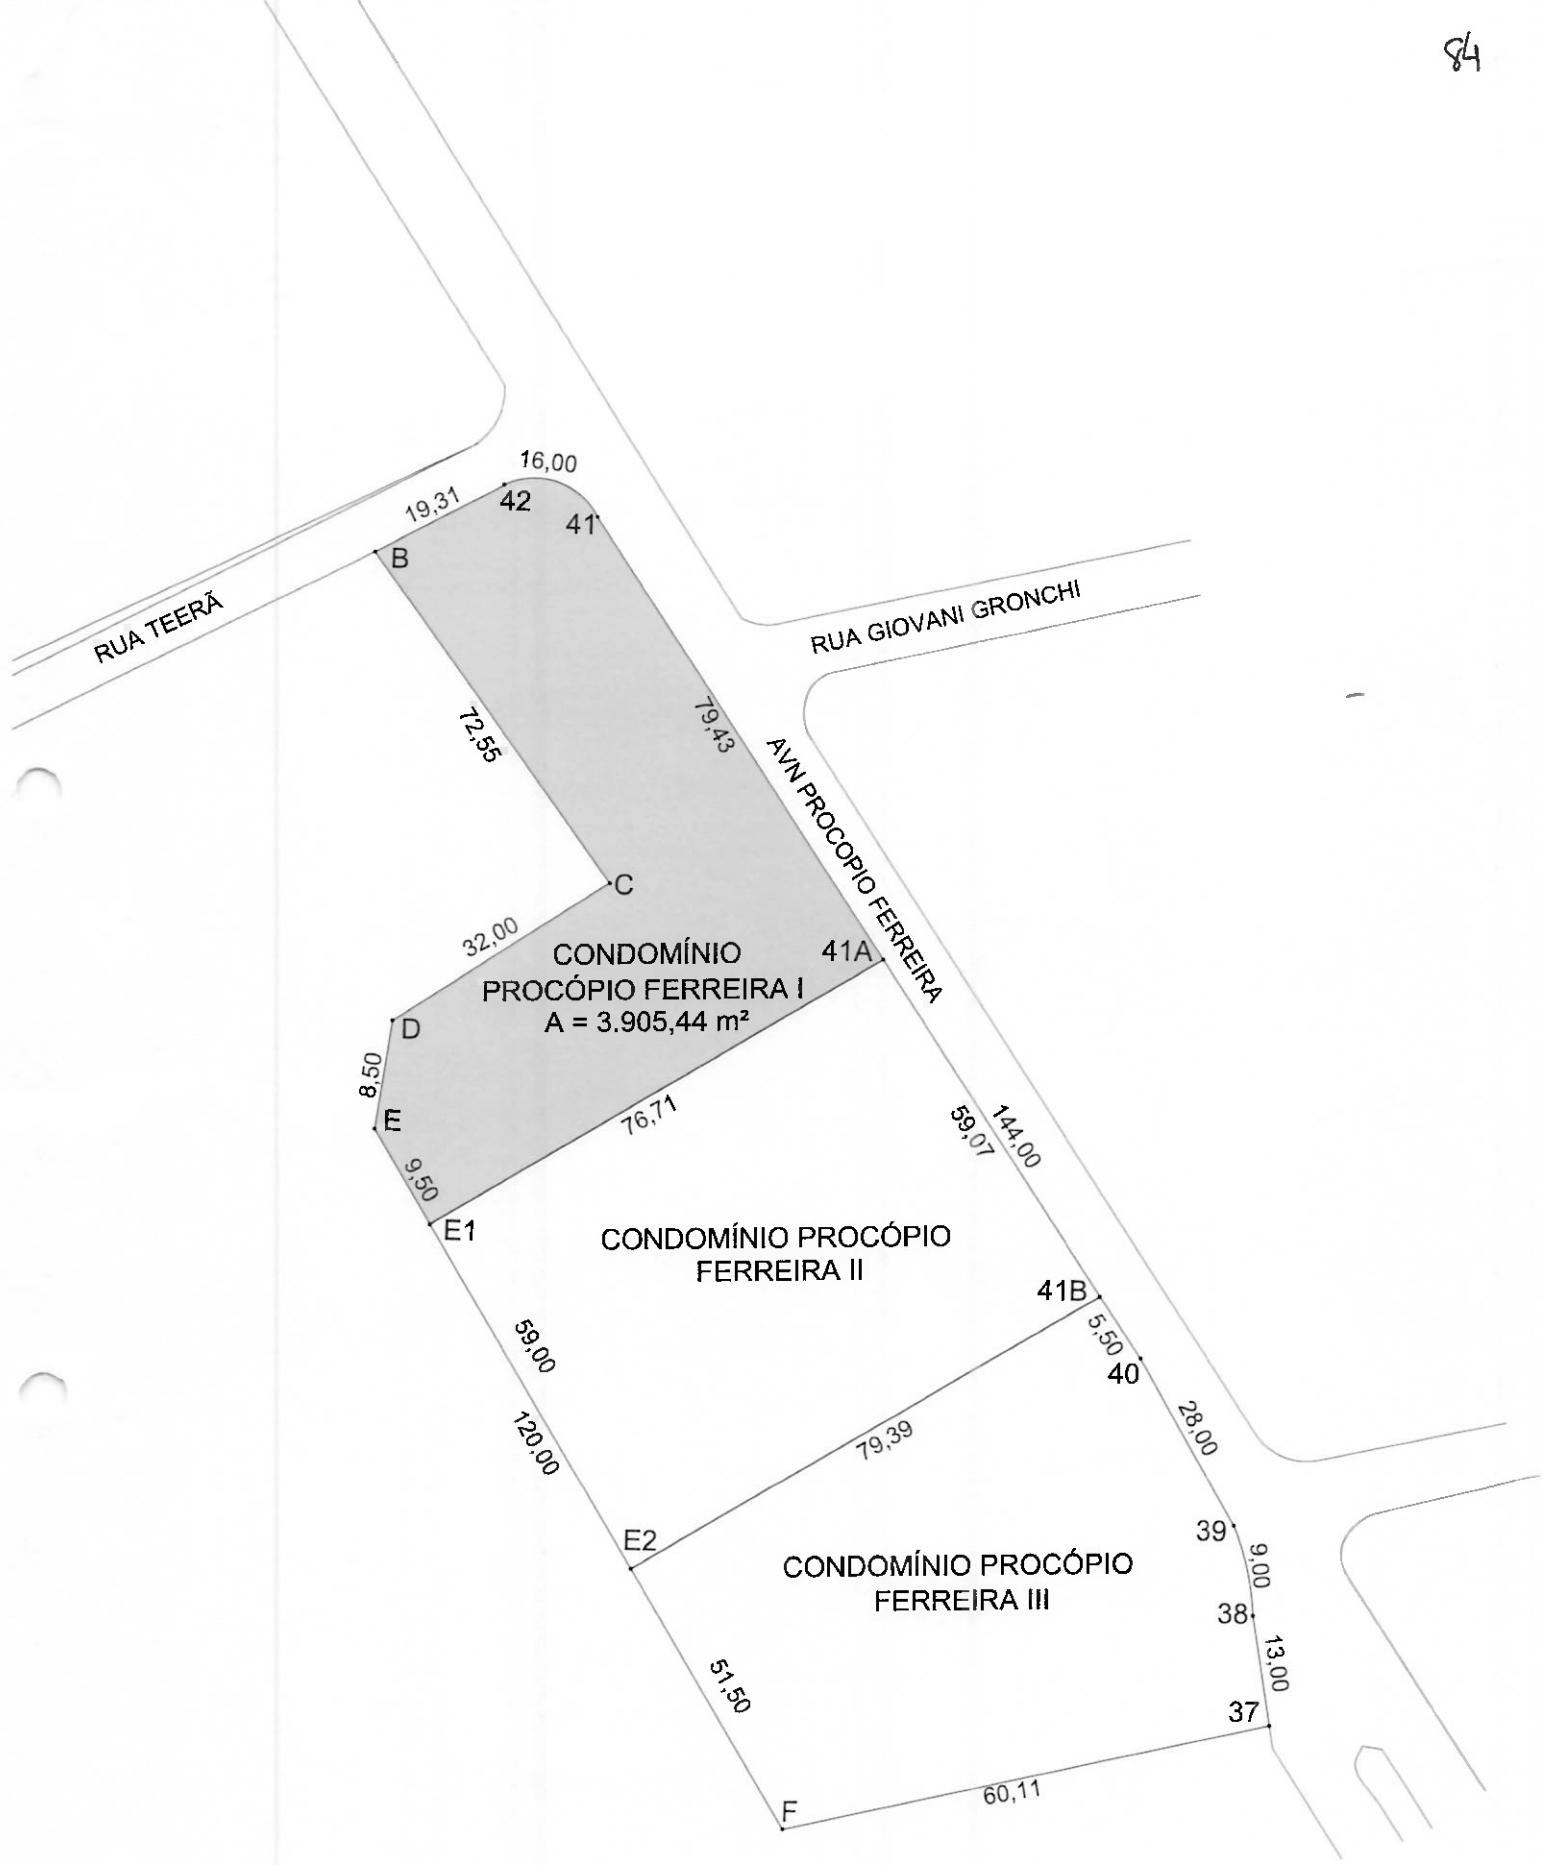 84
16,00
42
19,31
41
B
RUA TEERÃ
RUA GIOVANI GRONCHI
72,55
79,43
AVN PROCOPIO FERREIRA
C
32,00
CONDOMÍNIO
PROCÓPIO FERREIRA I
A = 3.905,44 m²
41A
D
8,50
E
76,71
9,50
E1
59,07
144,00
CONDOMÍNIO PROCÓPIO
FERREIRA II
41B
5,50
40
59,00
120,00
28,00
79,39
E2
39
9,00
CONDOMÍNIO PROCÓPIO
FERREIRA III
38
13,00
51,50
37
60,11
F